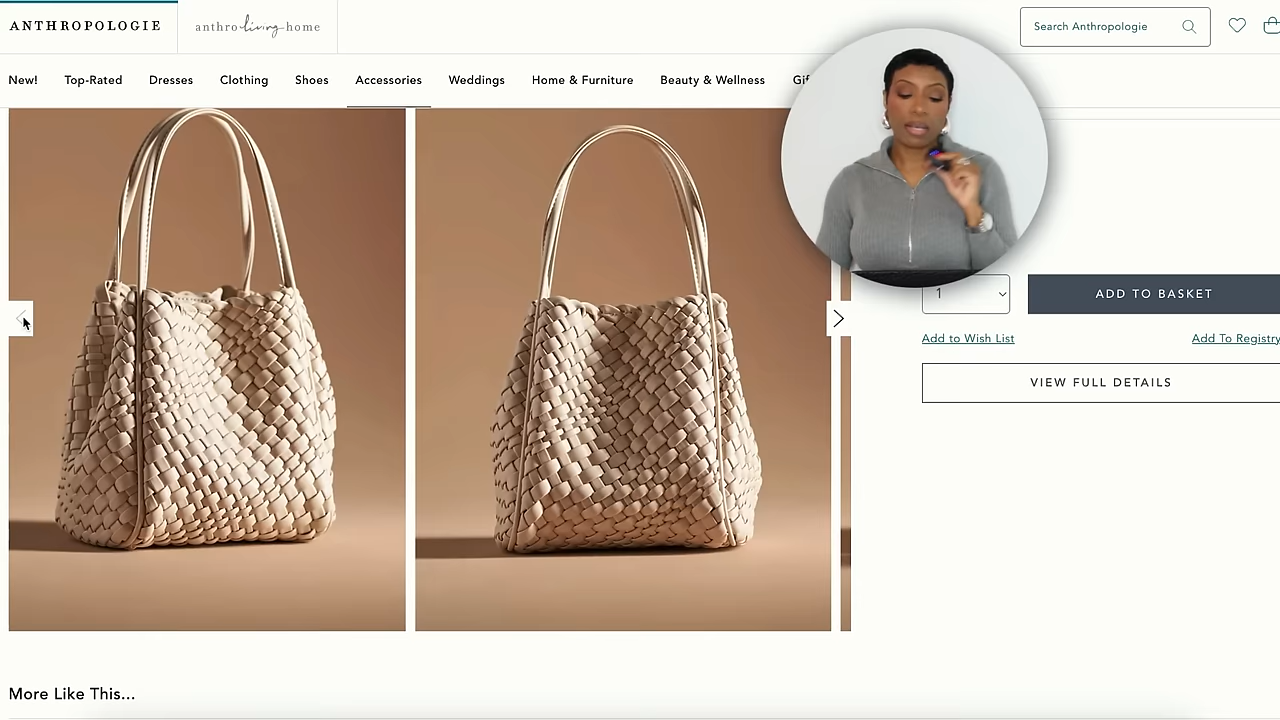 ANTHROPOLOGIE
anthro living home
Search Anthropologie
New! Top-Rated Dresses Clothing Shoes Accessories Weddings Home & Furniture Beauty & Wellness
1
ADD TO BASKET
Add to Wish List
Add To Registry
VIEW FULL DETAILS
More Like This...